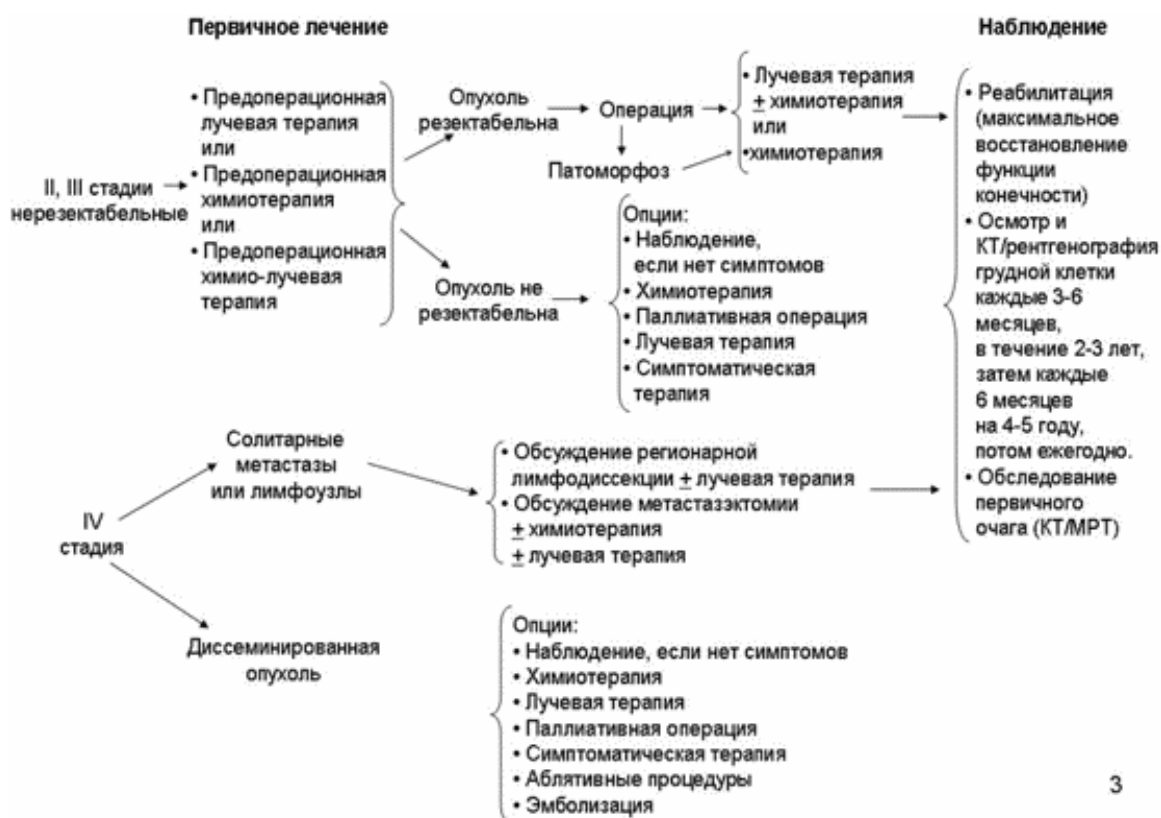 Первичное лечение
Наблюдение
II, III стадии
нерезектабельные
• Предоперационная
лучевая терапия
или
• Предоперационная
химиотерапия
или
• Предоперационная
химио-лучевая
терапия
Опухоль
резектабельна
Операция
Патоморфоз
• Лучевая терапия
± химиотерапия
или
•химиотерапия
Опухоль не
резектабельна
Опции:
• Наблюдение,
если нет симптомов
• Химиотерапия
• Паллиативная операция
• Лучевая терапия
• Симптоматическая
терапия
• Реабилитация
(максимальное
восстановление
функции
конечности)
• Осмотр и
КТ/рентгенография
грудной клетки
каждые 3-6
месяцев,
в течение 2-3 лет,
затем каждые
6 месяцев
на 4-5 году,
потом ежегодно.
• Обследование
первичного
очага (КТ/МРТ)
IV
стадия
Солитарные
метастазы
или лимфоузлы
• Обсуждение регионарной
лимфодиссекции ± лучевая терапия
• Обсуждение метастазэктомии
± химиотерапия
± лучевая терапия
Диссеминированная
опухоль
Опции:
• Наблюдение, если нет симптомов
• Химиотерапия
• Лучевая терапия
• Паллиативная операция
• Симптоматическая терапия
• Аблятивные процедуры
• Эмболизация
3